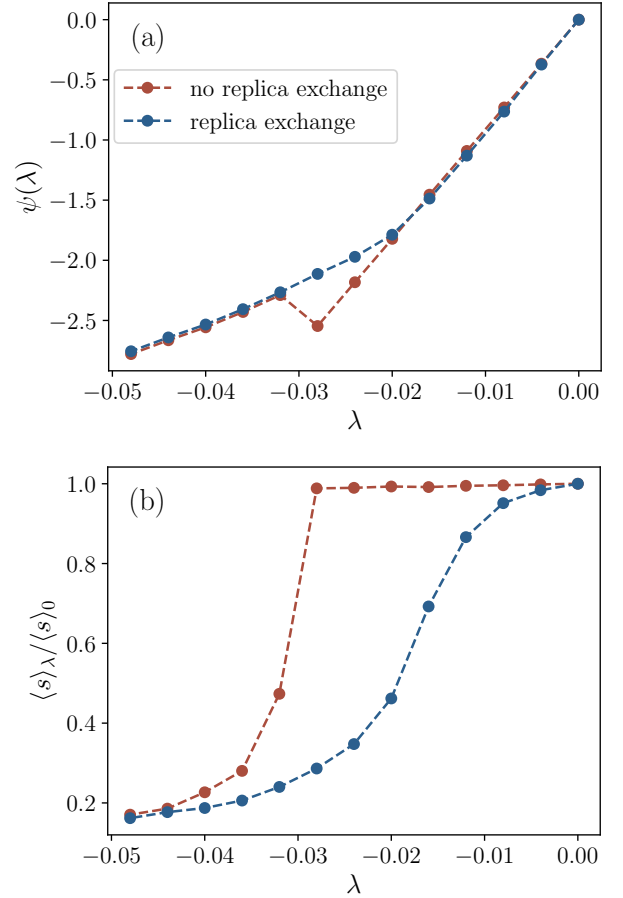 (a)
no replica exchange
replica exchange
ψ(λ)
0.0
−0.5
−1.0
−1.5
−2.0
−2.5
−0.05 −0.04 −0.03 −0.02 −0.01 0.00
λ
(b)
⟨s⟩λ/⟨s⟩0
1.0
0.8
0.6
0.4
0.2
−0.05 −0.04 −0.03 −0.02 −0.01 0.00
λ